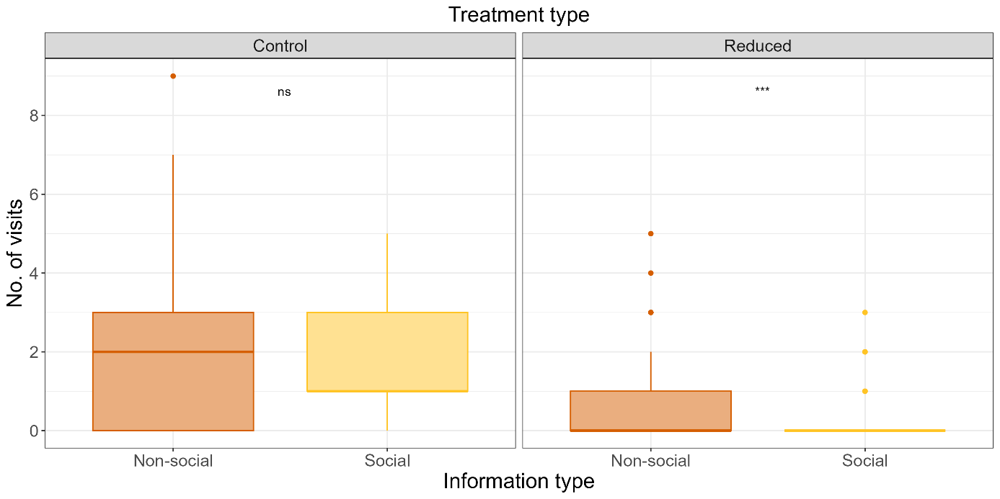 Treatment type
Control
Reduced
ns
***
8
6
4
2
0
No. of visits
Non-social
Social
Non-social
Social
Information type